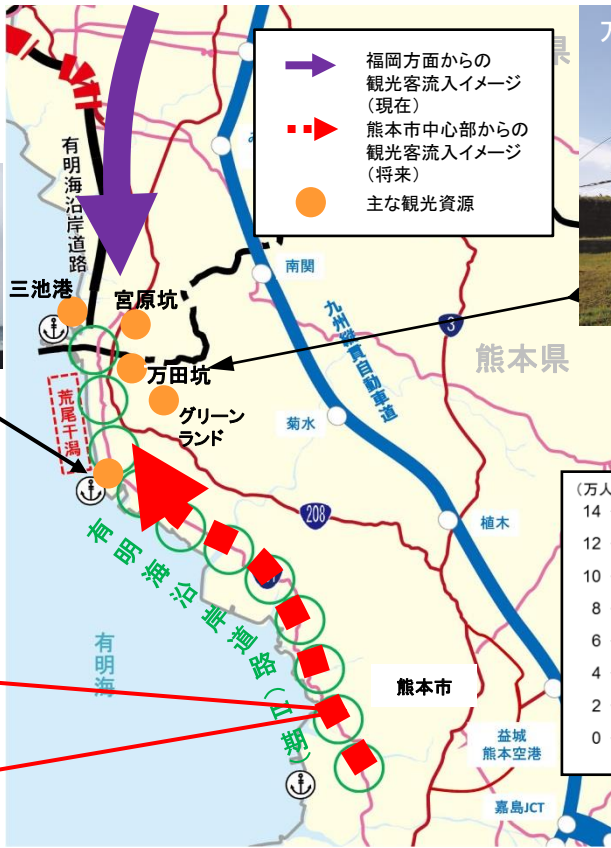 福岡方面からの
観光客流入イメージ
(現在)
熊本市中心部からの
観光客流入イメージ
(将来)
主な観光資源
県
有明海沿岸道路
南関
三池港
宮原坑
九州縦貫自動車道
3
熊本県
万田坑
荒尾干潟
グリーン
ランド
菊水
(万人
14
12
10
8
6
4
2
0
208
植木
有明海沿岸道路(Ⅱ期)
有明海
熊本市
益城
熊本空港
嘉島JCT